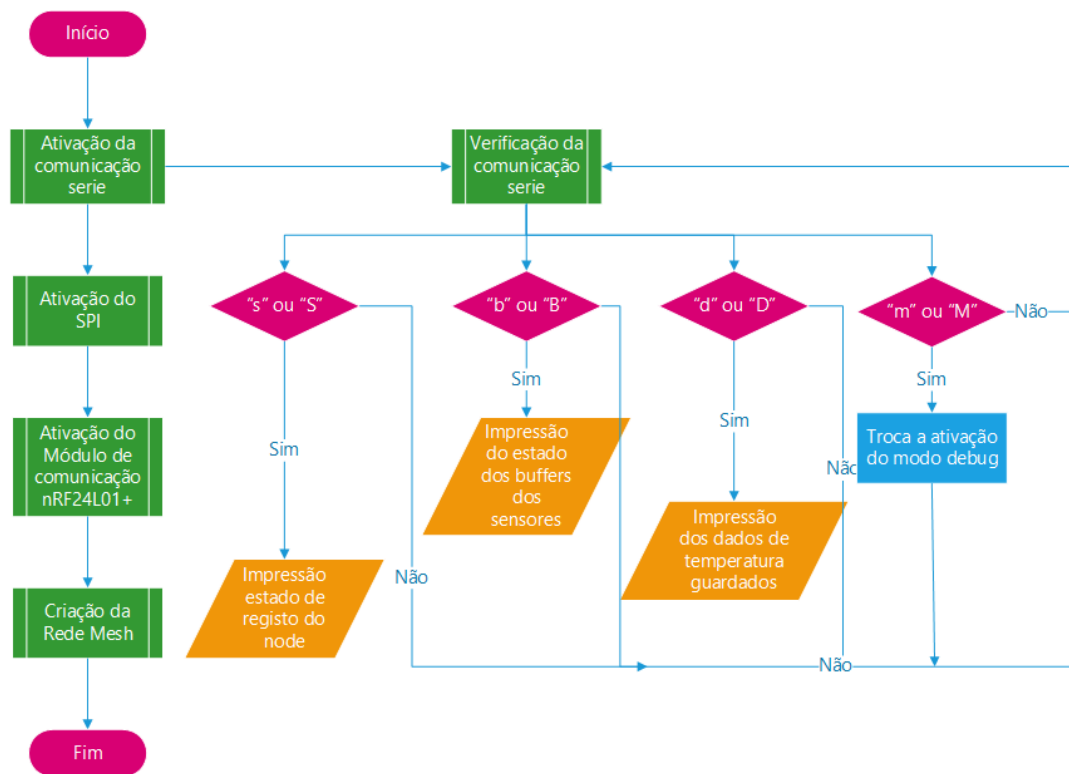 Início
Ativação da
comunicação
serie
Verificação da
comunicação
serie
Ativação do
SPI
“s” ou “S”
“b” ou “B”
“d” ou “D”
“m” ou “M”
Não
Sim
Sim
Sim
Sim
Ativação do
Módulo de
comunicação
nRF24L01+
Impressão
do estado
dos buffers
dos
sensores
Troca a ativação
do modo debug
Não
Impressão
dos dados de
temperatura
guardados
Impressão
estado de
registo do
node
Não
Criação da
Rede Mesh
Não
Fim